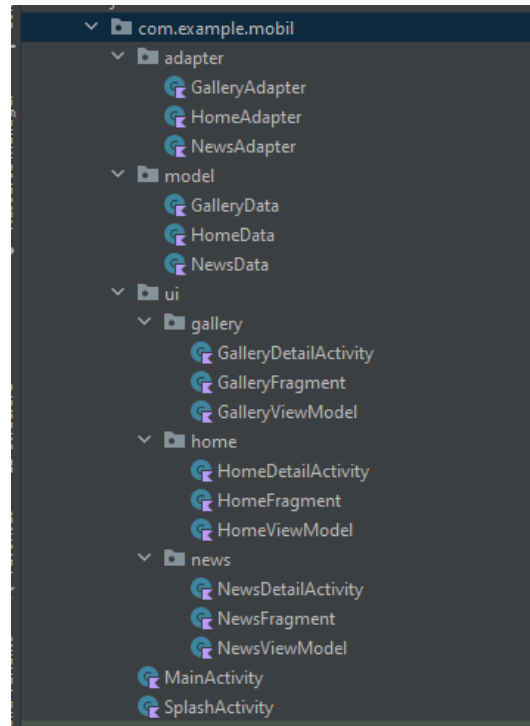 com.example.mobil
adapter
GalleryAdapter
HomeAdapter
NewsAdapter
model
GalleryData
HomeData
NewsData
ui
gallery
GalleryDetailActivity
GalleryFragment
GalleryViewModel
home
HomeDetailActivity
HomeFragment
HomeViewModel
news
NewsDetailActivity
NewsFragment
NewsViewModel
MainActivity
SplashActivity